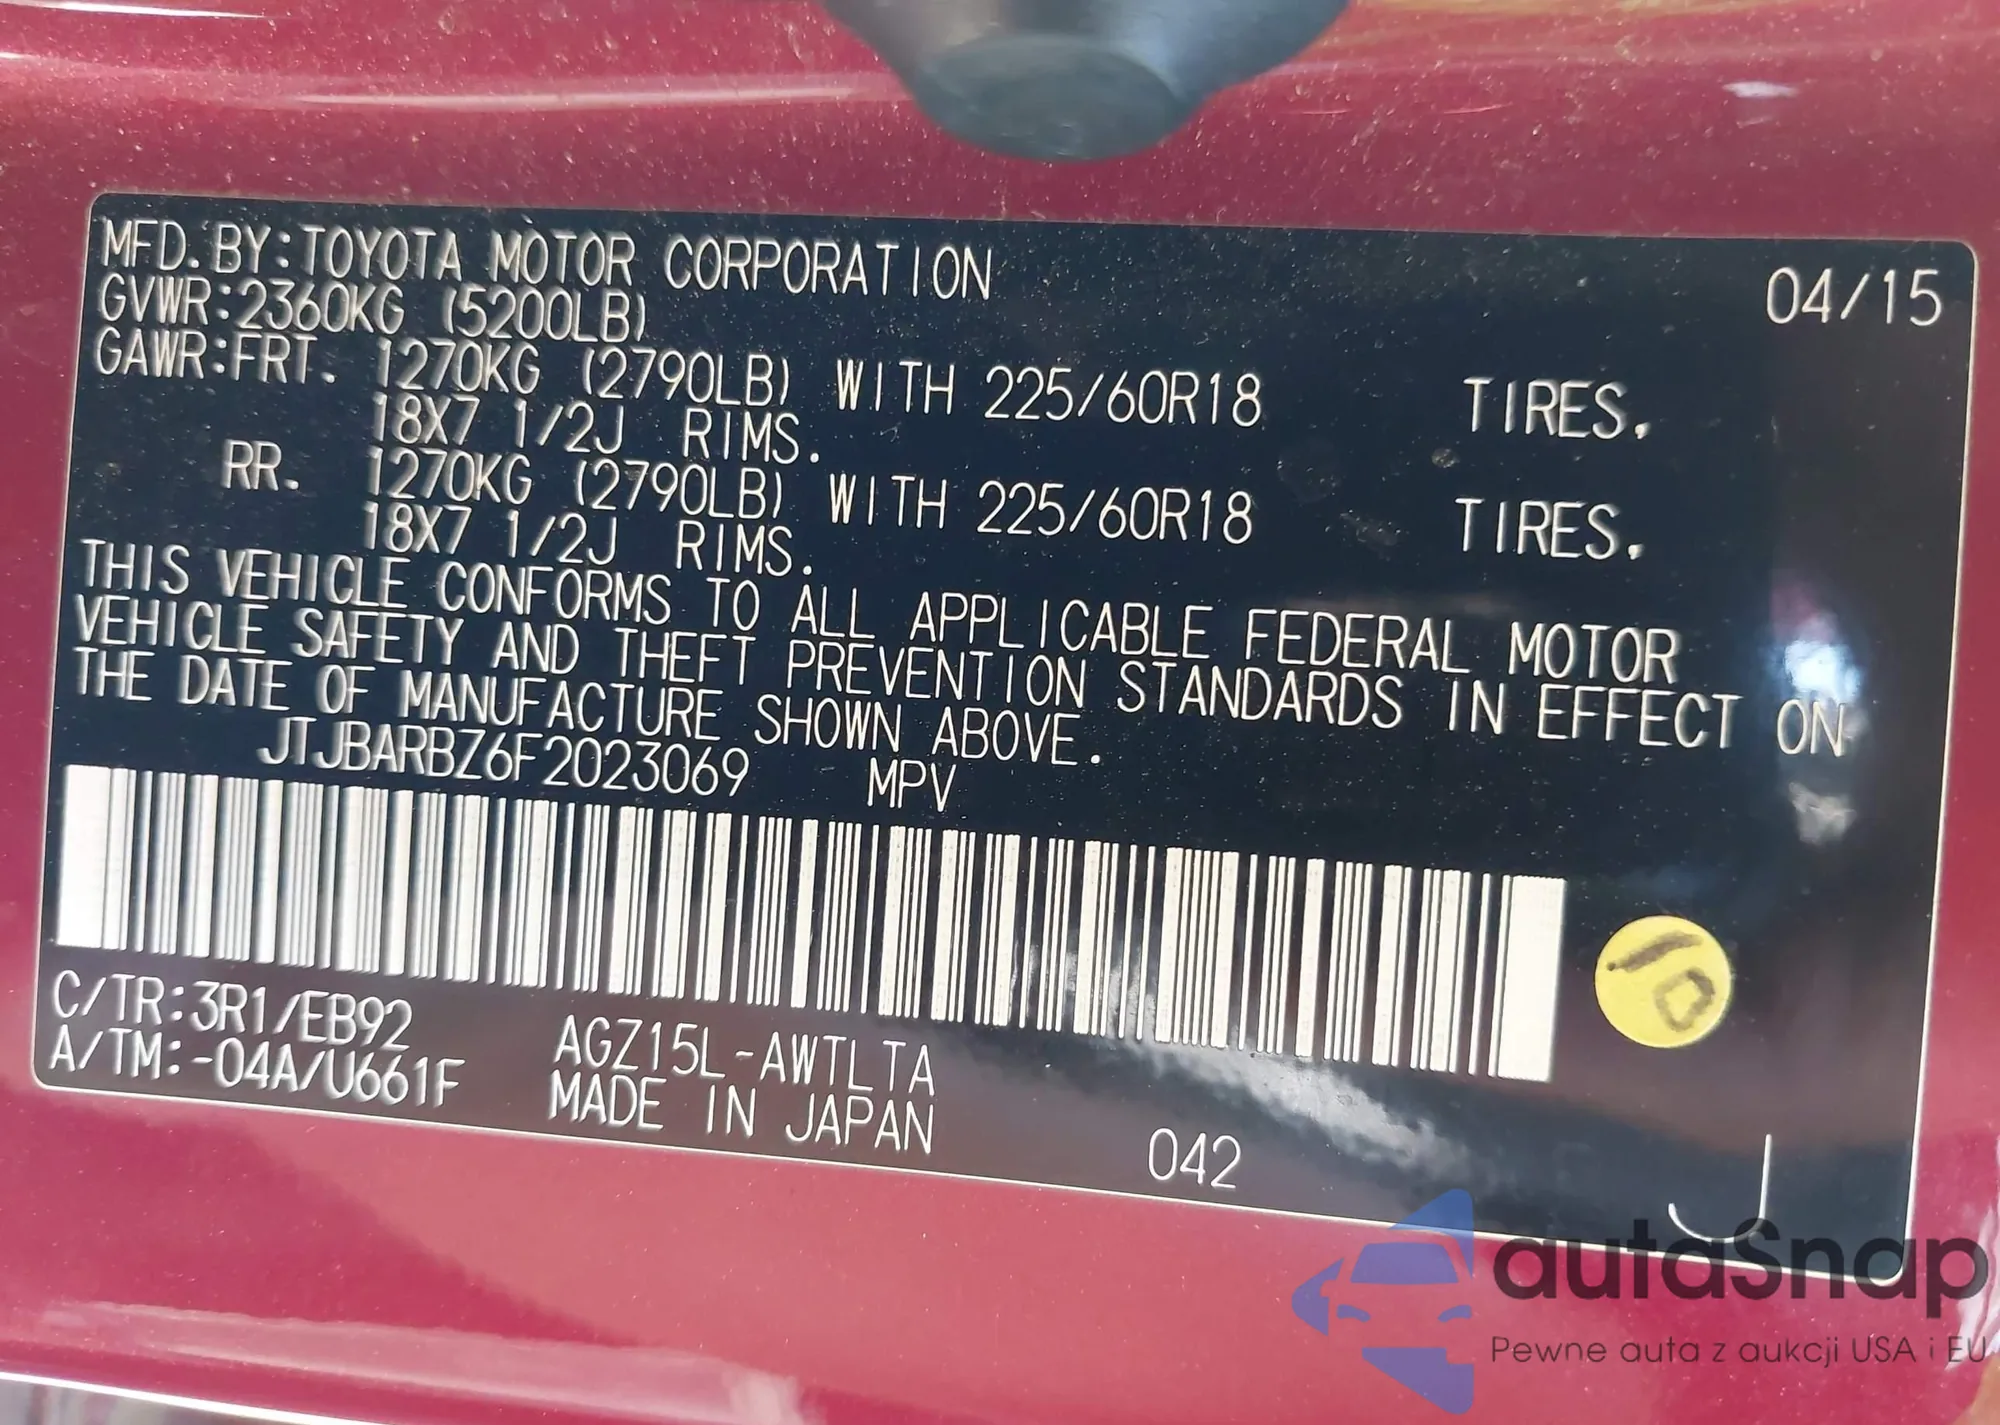 MFD.BY:TOYOTA MOTOR CORPORATION 04/15
GVWR:2360KG (5200LB)
GAWR:FRT. 1270KG (2790LB) WITH 225/60R18 TIRES.
18X7 1/2J RIMS.
RR. 1270KG (2790LB) WITH 225/60R18 TIRES.
18X7 1/2J RIMS.
THIS VEHICLE CONFORMS TO ALL APPLICABLE FEDERAL MOTOR
VEHICLE SAFETY AND THEFT PREVENTION STANDARDS IN EFFECT ON
THE DATE OF MANUFACTURE SHOWN ABOVE.
JTJBARBZ6F2023069 MPV
10
C/TR:3R1/EB92 AGZ15L-AWTLTA
A/TM:-04A/U661F MADE IN JAPAN
042
J
autaSnap
Pewne auta z aukcji USA i EU